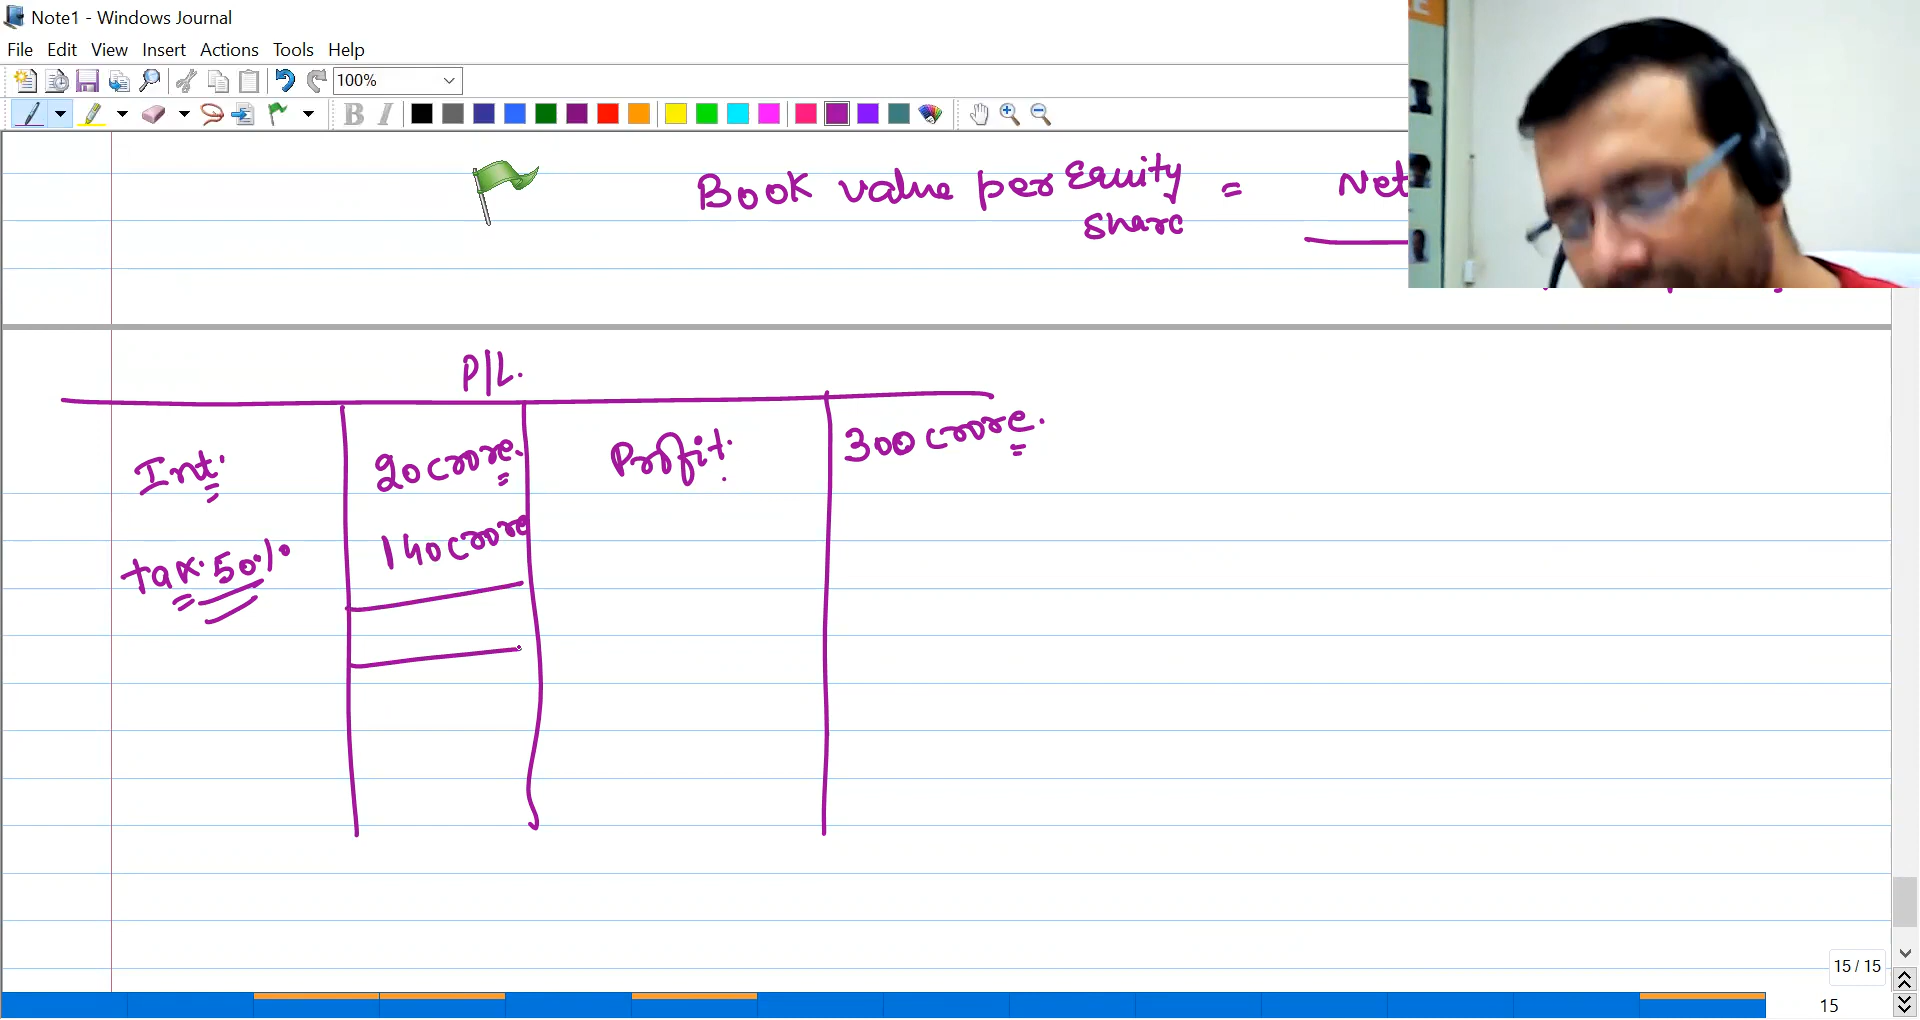 Note1 - Windows Journal
File Edit View Insert Actions Tools Help
100%
B I
Book value per Equity = Net
share
P/L.
Int. 20 crore. Profit. 300 crore.
tax. 50% 140 crore
15 / 15
15